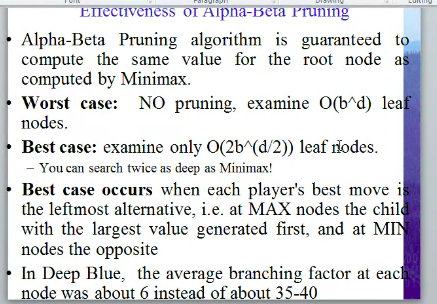 Font
Paragraph
Drawing
Editing
Effectiveness of Alpha-Beta Pruning
• Alpha-Beta Pruning algorithm is guaranteed to
compute the same value for the root node as
computed by Minimax.
• Worst case: NO pruning, examine O(b^d) leaf
nodes.
• Best case: examine only O(2b^(d/2)) leaf nodes.
– You can search twice as deep as Minimax!
• Best case occurs when each player's best move is
the leftmost alternative, i.e. at MAX nodes the child
with the largest value generated first, and at MIN
nodes the opposite
• In Deep Blue, the average branching factor at each
node was about 6 instead of about 35-40